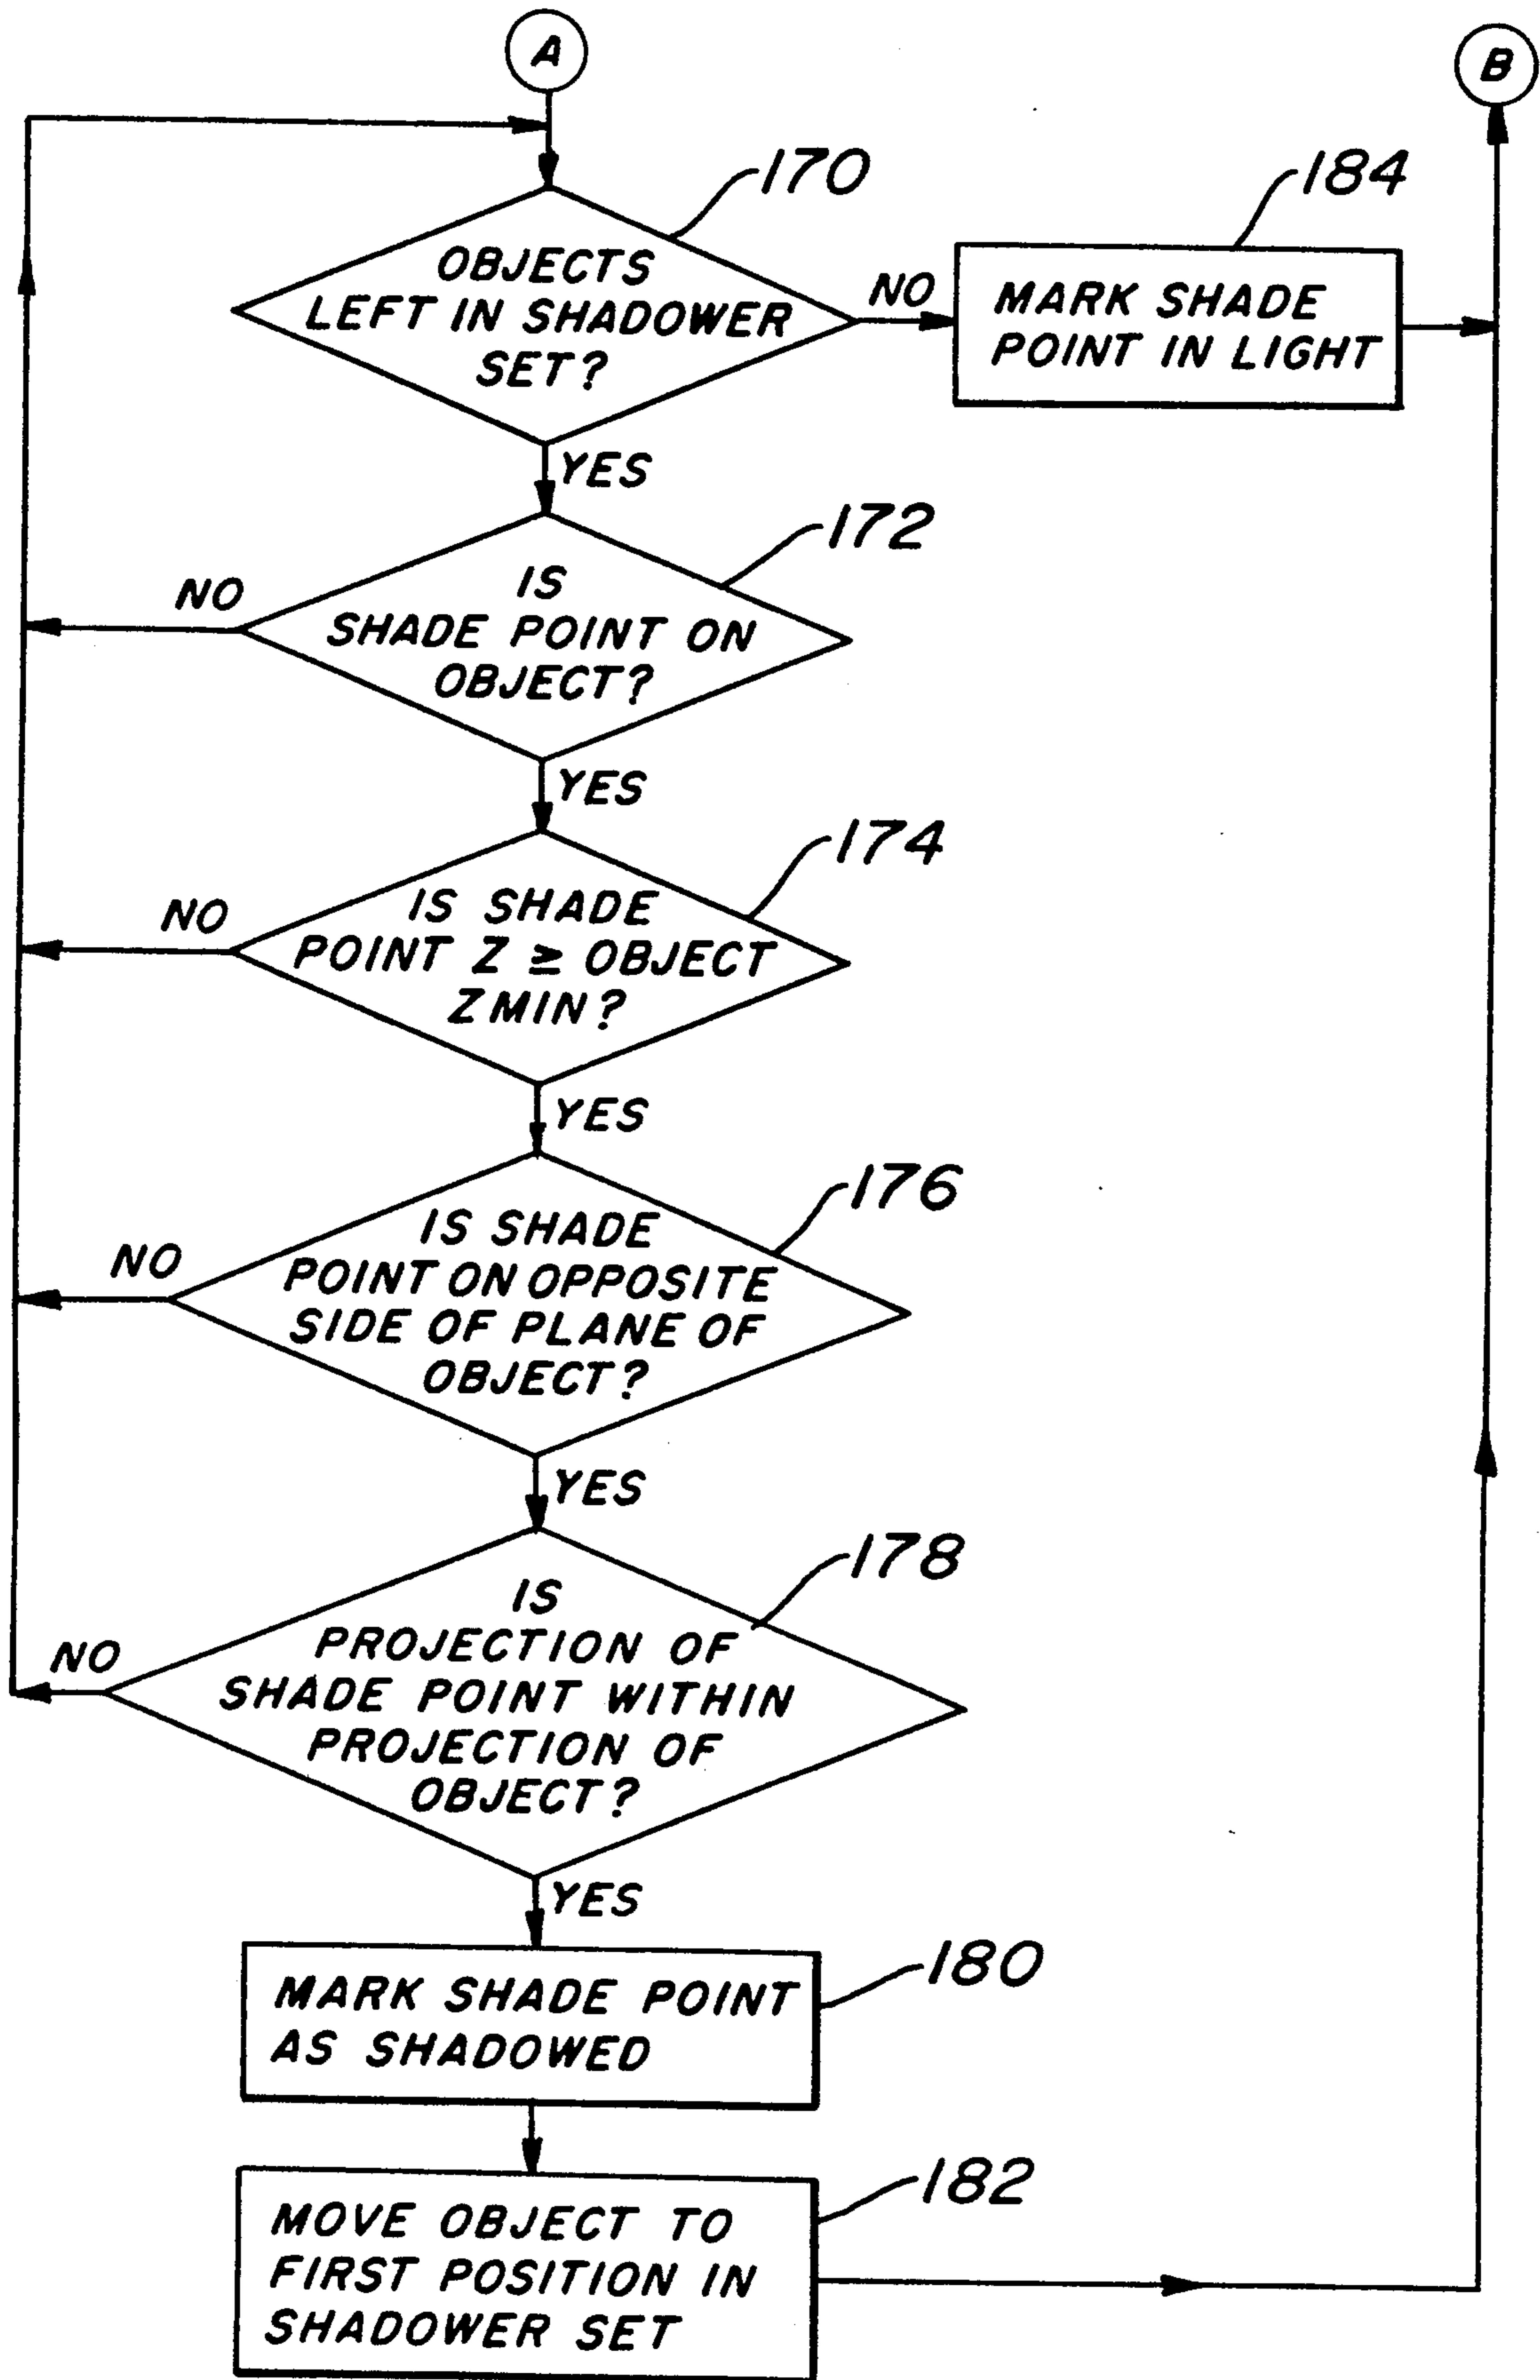 A
B
170
184
OBJECTS
LEFT IN SHADOWER
SET?
NO
MARK SHADE
POINT IN LIGHT
YES
172
NO
IS
SHADE POINT ON
OBJECT?
YES
174
NO
IS SHADE
POINT Z ≥ OBJECT
Z MIN?
YES
176
NO
IS SHADE
POINT ON OPPOSITE
SIDE OF PLANE OF
OBJECT?
YES
178
NO
IS
PROJECTION OF
SHADE POINT WITHIN
PROJECTION OF
OBJECT?
YES
180
MARK SHADE POINT
AS SHADOWED
182
MOVE OBJECT TO
FIRST POSITION IN
SHADOWER SET